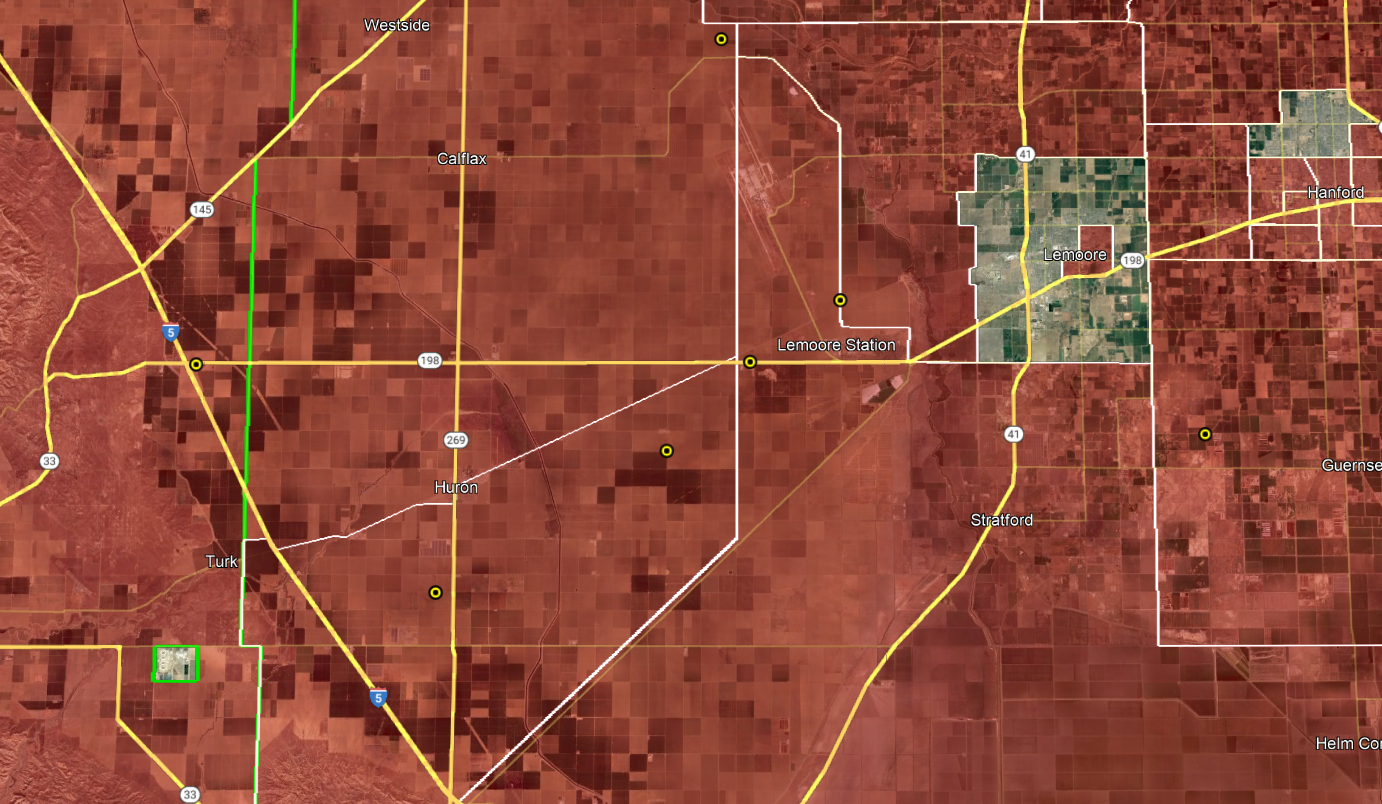 Westside
41
Calflax
Hanford
145
Lemoore
198
5
Lemoore Station
198
41
269
33
Guernse
Huron
Stratford
Turk
5
Helm Cor
33